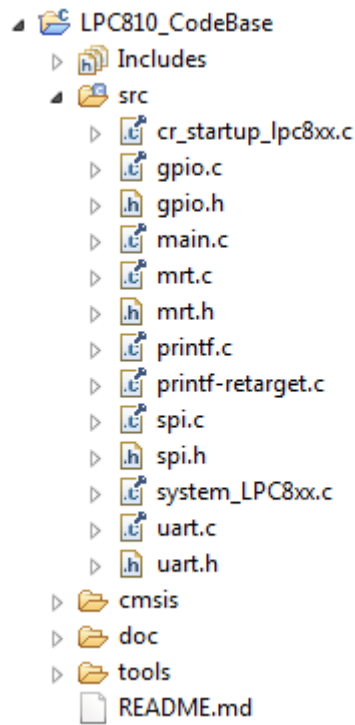 LPC810_CodeBase
Includes
src
cr_startup_lpc8xx.c
gpio.c
gpio.h
main.c
mrt.c
mrt.h
printf.c
printf-retarget.c
spi.c
spi.h
system_LPC8xx.c
uart.c
uart.h
cmsis
doc
tools
README.md